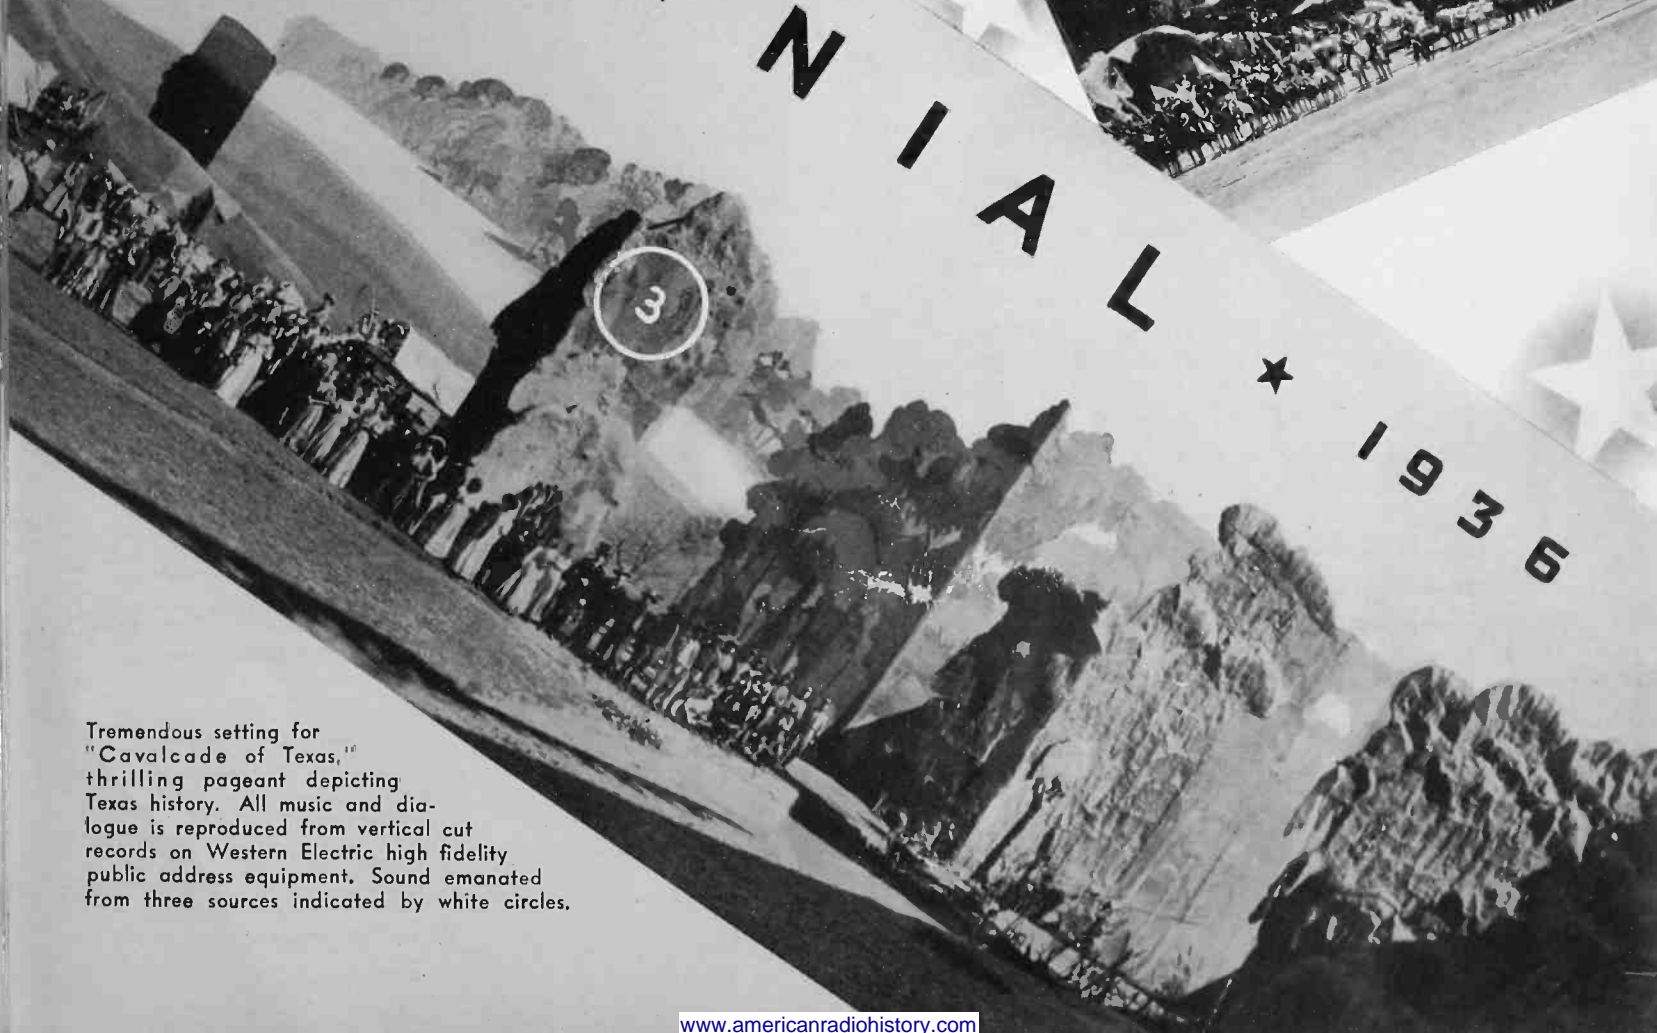 NIAL ★ 1936
3
Tremendous setting for
"Cavalcade of Texas,"
thrilling pageant depicting
Texas history. All music and dia-
logue is reproduced from vertical cut
records on Western Electric high fidelity
public address equipment. Sound emanated
from three sources indicated by white circles.
www.americanradiohistory.com